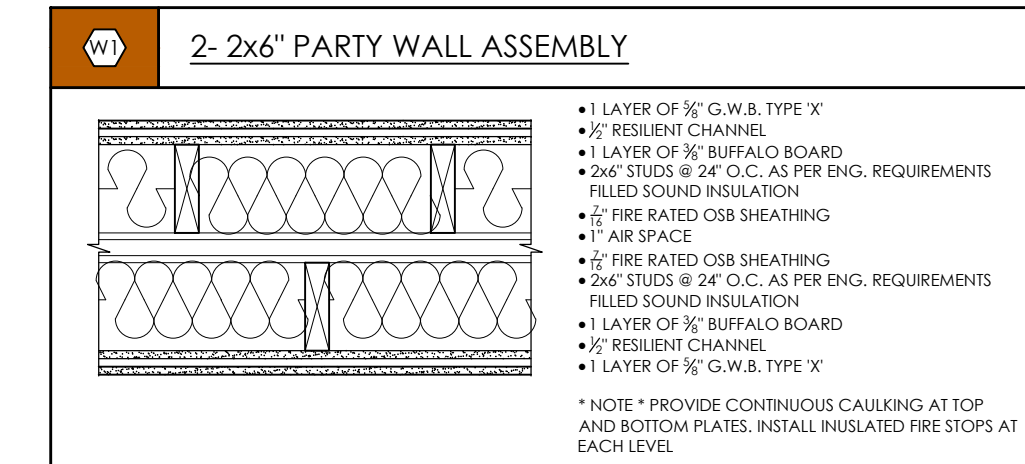 W1
2- 2x6" PARTY WALL ASSEMBLY
• 1 LAYER OF ⅝" G.W.B. TYPE 'X'
• ½" RESILIENT CHANNEL
• 1 LAYER OF ⅜" BUFFALO BOARD
• 2x6" STUDS @ 24" O.C. AS PER ENG. REQUIREMENTS
FILLED SOUND INSULATION
• 7/16" FIRE RATED OSB SHEATHING
• 1" AIR SPACE
• 7/16" FIRE RATED OSB SHEATHING
• 2x6" STUDS @ 24" O.C. AS PER ENG. REQUIREMENTS
FILLED SOUND INSULATION
• 1 LAYER OF ⅜" BUFFALO BOARD
• ½" RESILIENT CHANNEL
• 1 LAYER OF ⅝" G.W.B. TYPE 'X'
* NOTE * PROVIDE CONTINUOUS CAULKING AT TOP
AND BOTTOM PLATES. INSTALL INUSLATED FIRE STOPS AT
EACH LEVEL